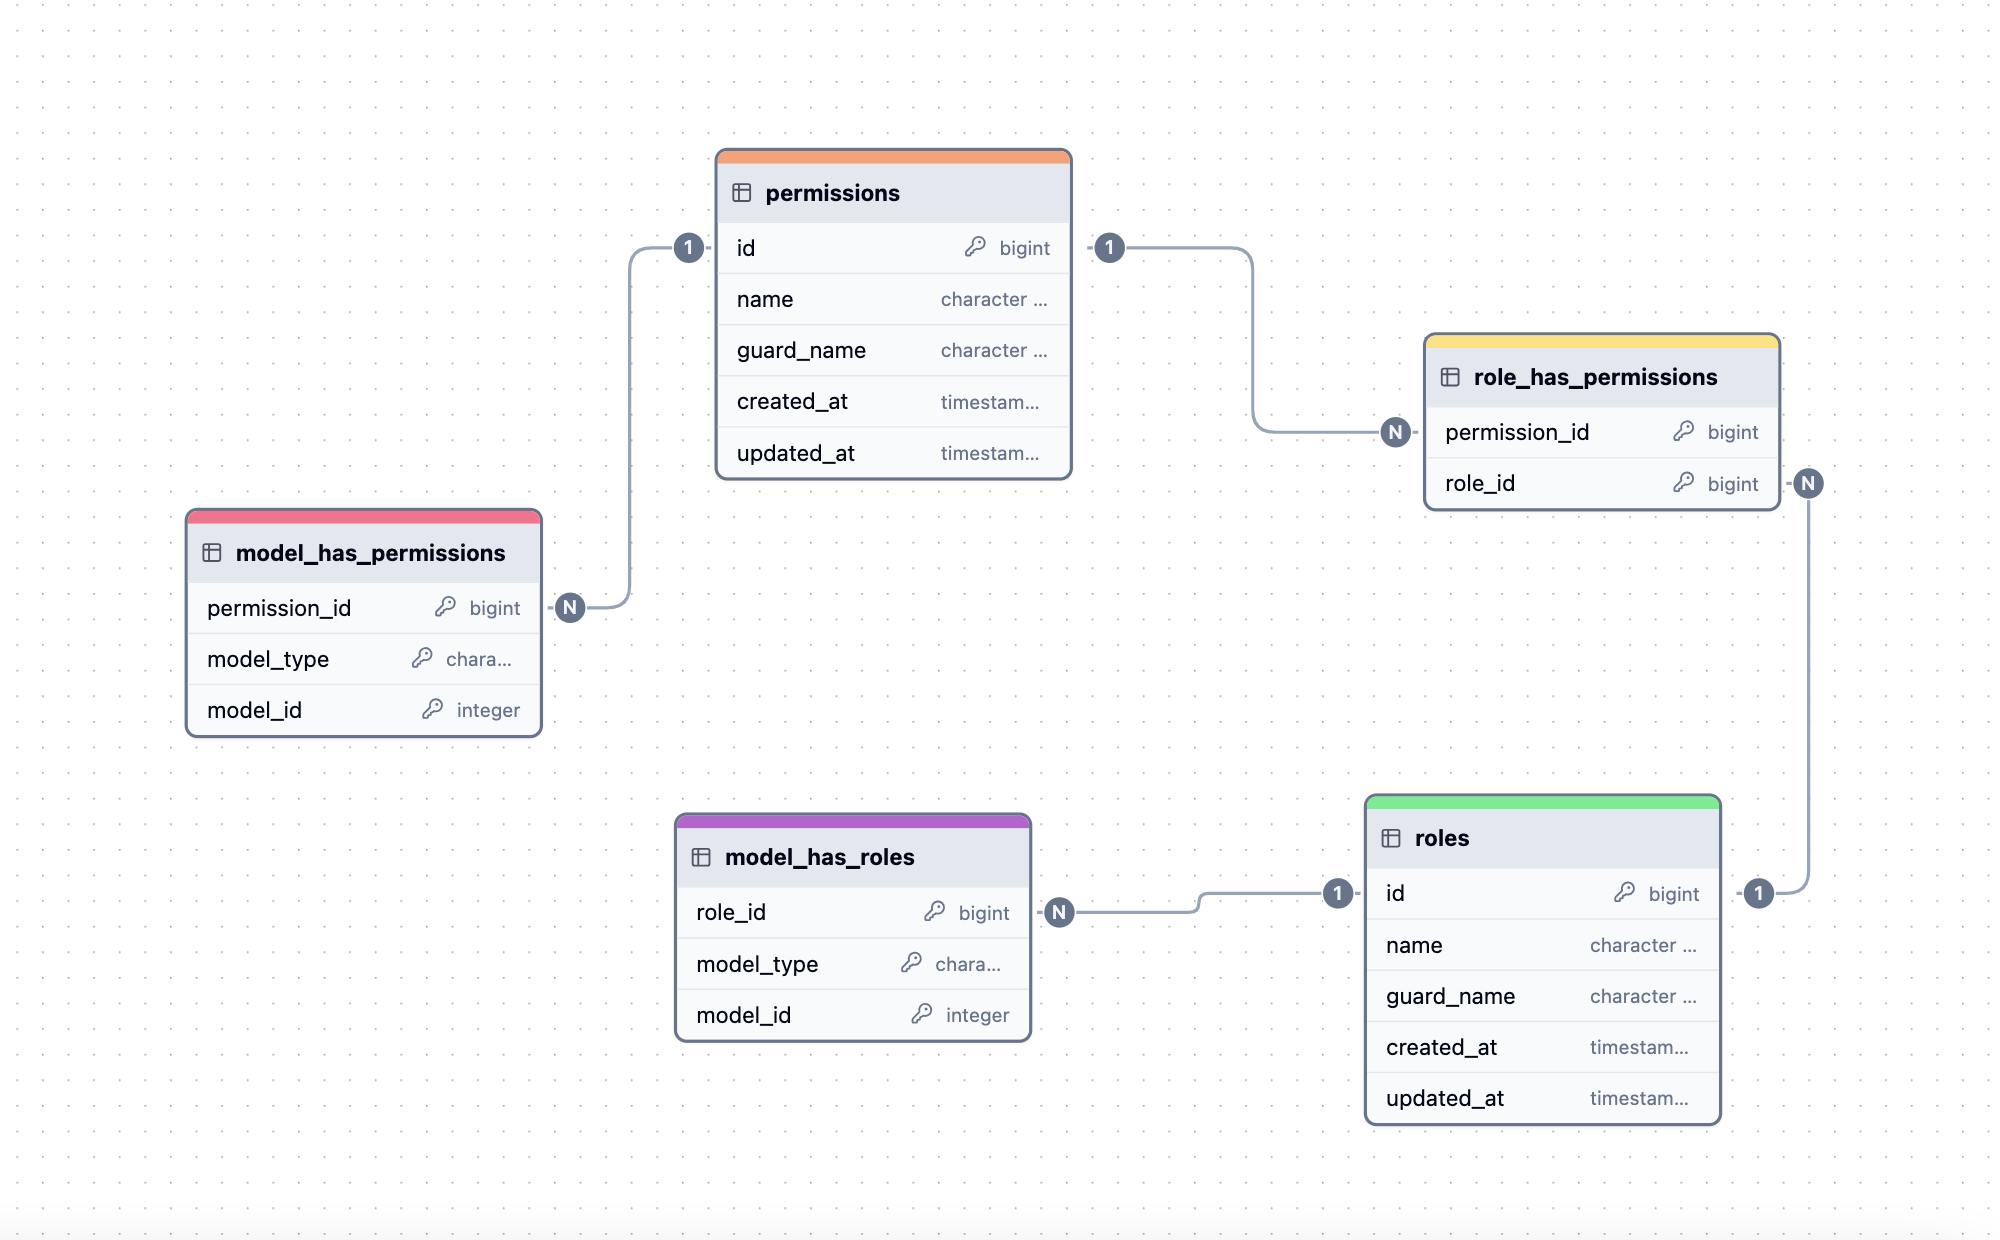 permissions
1 id bigint 1
name character ...
guard_name character ...
created_at timestam...
updated_at timestam...
role_has_permissions
N permission_id bigint
role_id bigint N
model_has_permissions
permission_id bigint N
model_type chara...
model_id integer
model_has_roles
role_id bigint N
model_type chara...
model_id integer
roles
1 id bigint 1
name character ...
guard_name character ...
created_at timestam...
updated_at timestam...